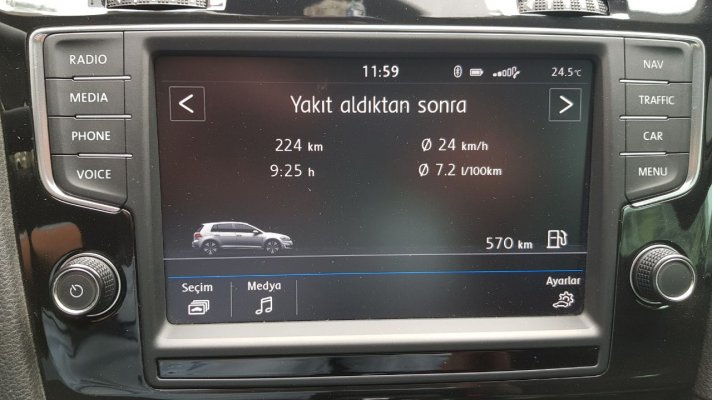 RADIO
MEDIA
PHONE
VOICE
11:59
24.5°C
Yakıt aldıktan sonra
224 km
Ø 24 km/h
9:25 h
Ø 7.2 l/100km
570 km
Seçim
Medya
Ayarlar
NAV
TRAFFIC
CAR
MENU